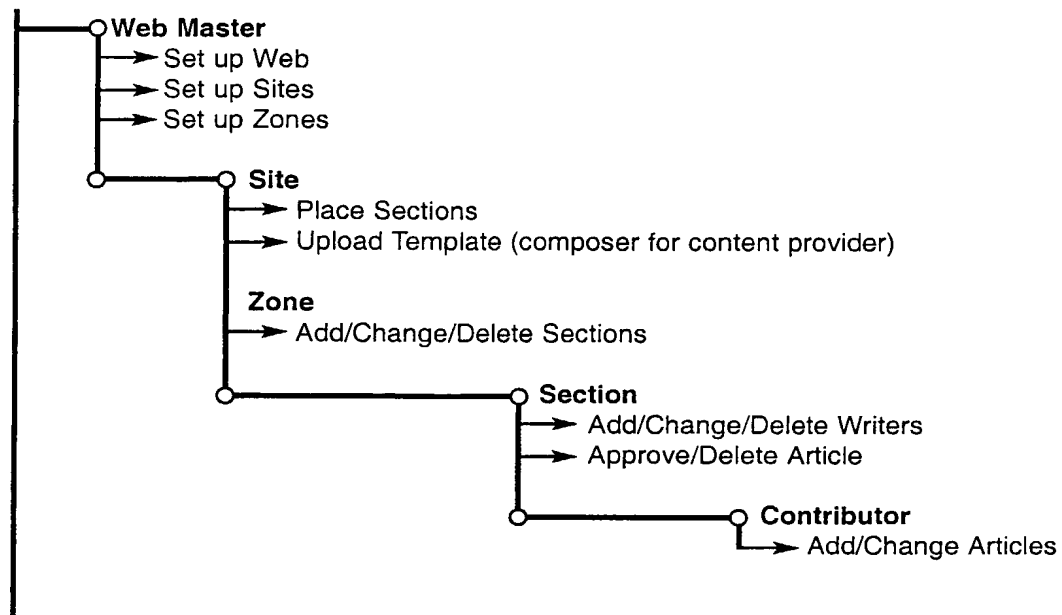 Web Master
Set up Web
Set up Sites
Set up Zones
Site
Place Sections
Upload Template (composer for content provider)
Zone
Add/Change/Delete Sections
Section
Add/Change/Delete Writers
Approve/Delete Article
Contributor
Add/Change Articles